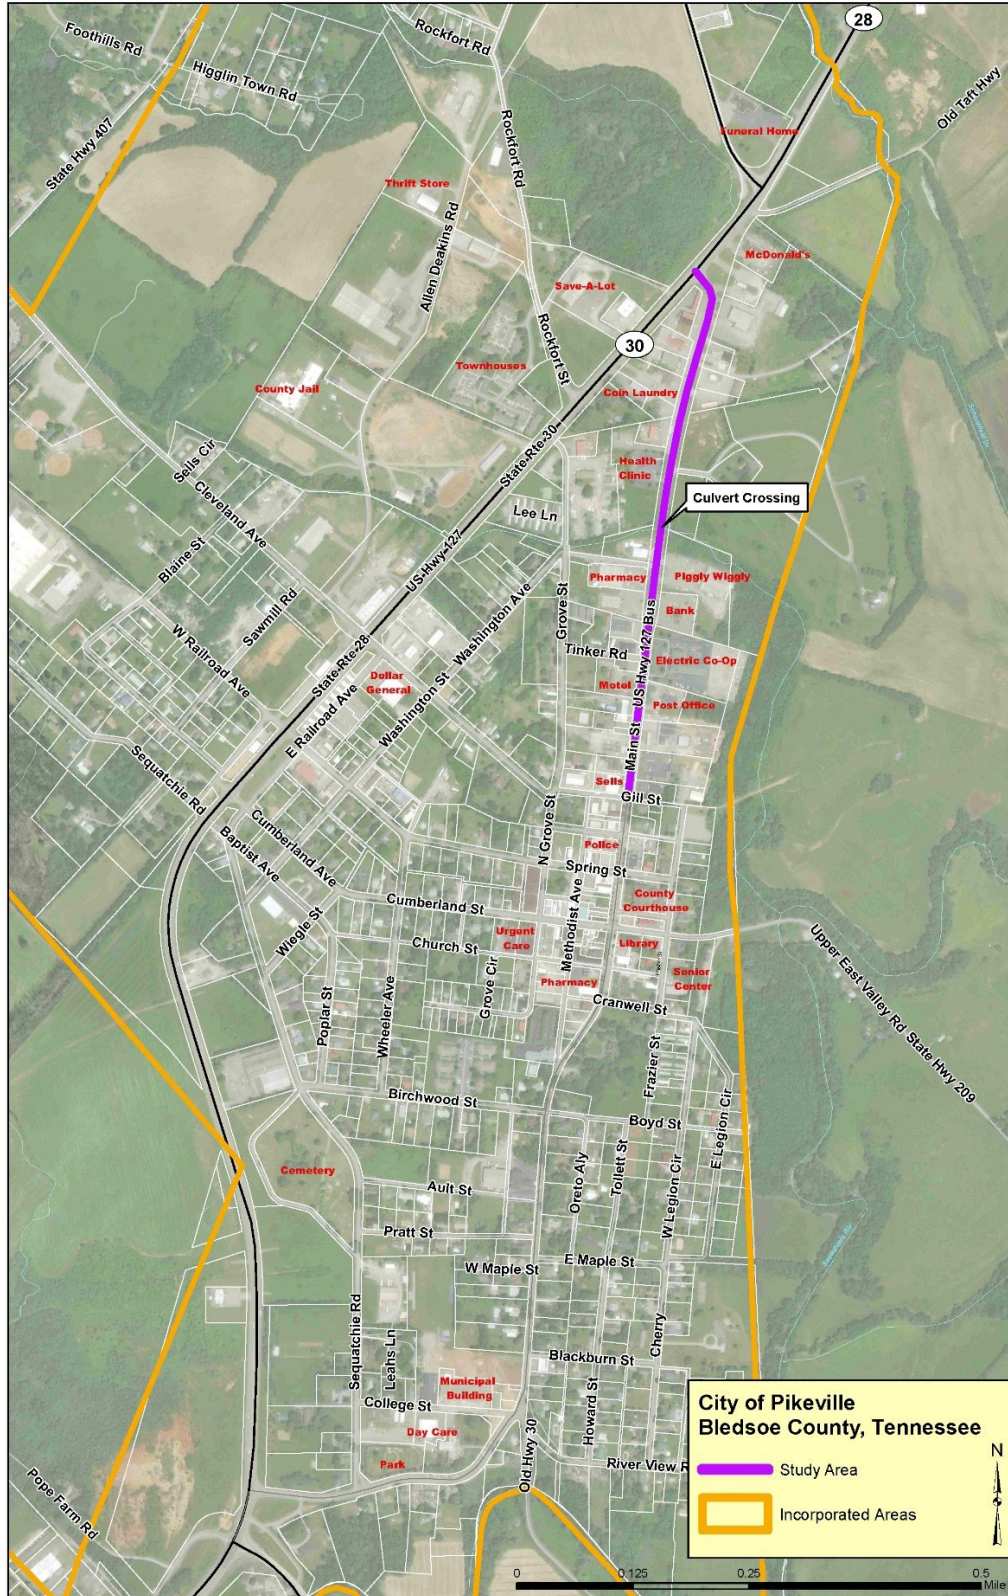 28
Foothills Rd
Rockfort Rd
Higglin Town Rd
Old Taft Hwy
State Hwy 407
Funeral Home
Rockfort Rd
Thrift Store
Allen Deakins Rd
McDonald's
Save-A-Lot
Rockfort St
30
Townhouses
County Jail
Coin Laundry
Sells Cir
State Rte 30
Health
Clinic
Cleveland Ave
Culvert Crossing
Lee Ln
Blaine St
US Hwy 127
Pharmacy
Piggly Wiggly
Sawmill Rd
Washington Ave
Grove St
Bank
W Railroad Ave
Tinker Rd
US Hwy 127 Bus
Electric Co-Op
State Rte 28
Dollar
General
Motel
Post Office
E Railroad Ave
Washington St
Main St
Sequatchie Rd
Sells
Gill St
Baptist Ave
Cumberland Ave
N Grove St
Police
Spring St
Cumberland St
County
Courthouse
Wiegle St
Church St
Urgent
Care
Methodist Ave
Library
Upper East Valley Rd State Hwy 209
Grove Cir
Pharmacy
Senior
Center
Cranwell St
Poplar St
Wheeler Ave
Frazier St
Birchwood St
Boyd St
E Legion Cir
Cemetery
Ault St
Oreto Aly
Tollett St
W Legion Cir
Pratt St
W Maple St
E Maple St
Sequatchie Rd
Leahs Ln
Cherry
Blackburn St
Municipal
Building
College St
Howard St
Day Care
Park
Old Hwy 30
River View R
Pope Farm Rd
City of Pikeville
Bledsoe County, Tennessee
Study Area
Incorporated Areas
N
0
0.125
0.25
0.5
Mile